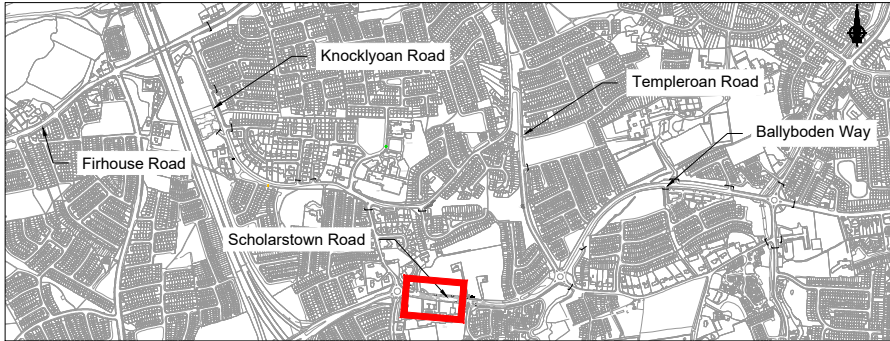 Knocklyoan Road
Templeroan Road
Ballyboden Way
Firhouse Road
Scholarstown Road